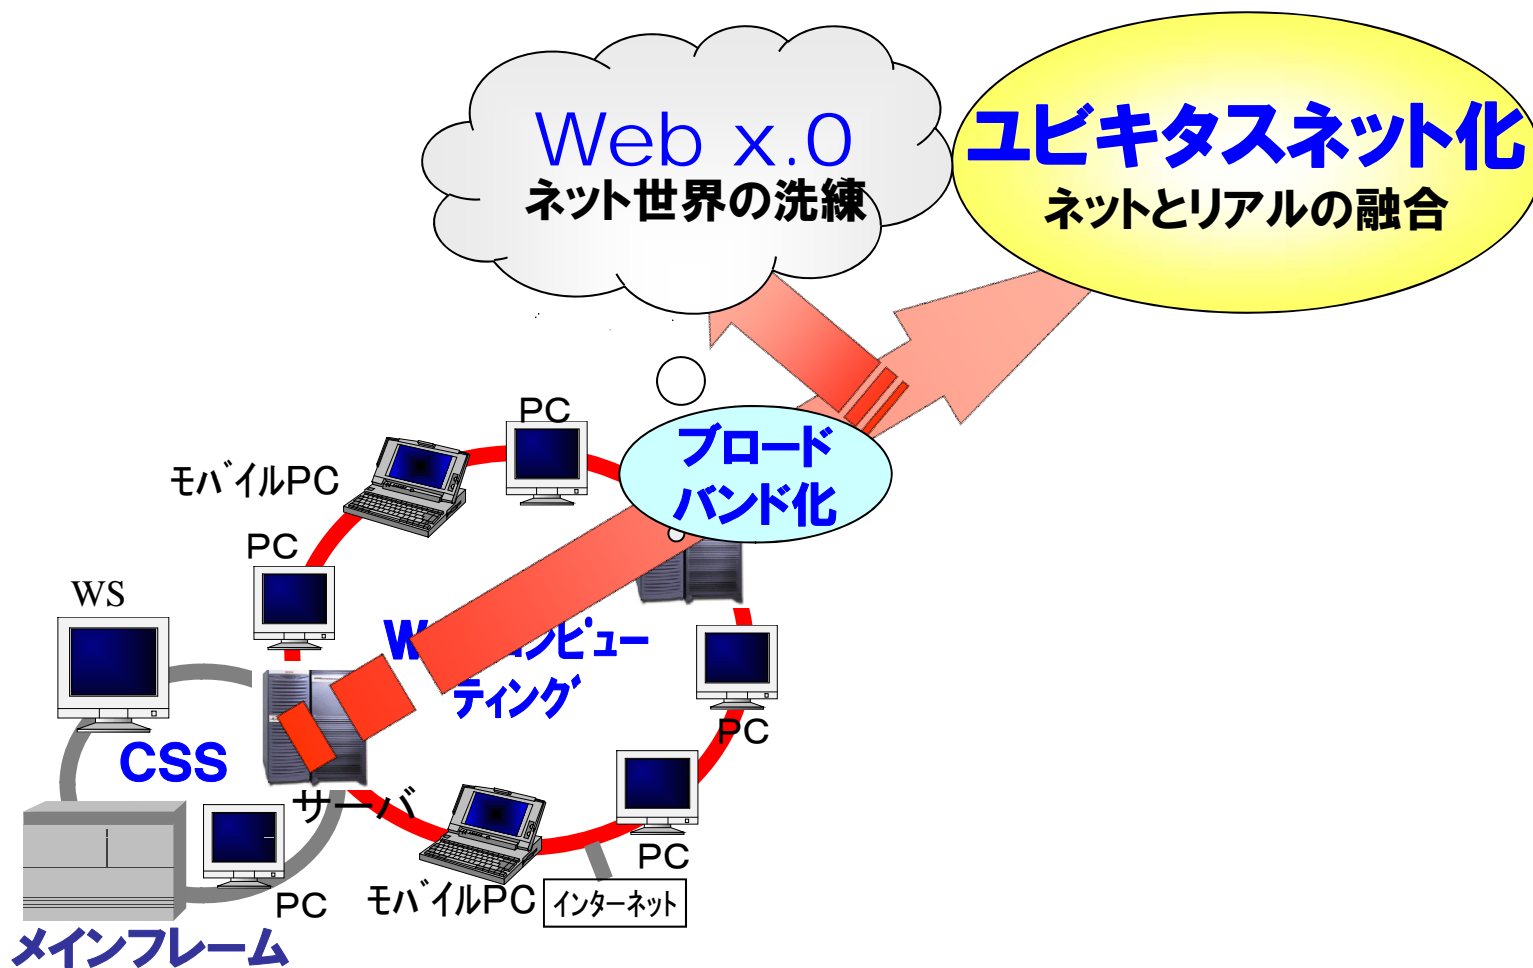 Web x.0
ネット世界の洗練
ユビキタスネット化
ネットとリアルの融合
PC
ブロード
バンド化
モバイルPC
PC
WS
コンピュー
ティング
PC
CSS
サーバ
PC
モバイルPC
インターネット
PC
メインフレーム